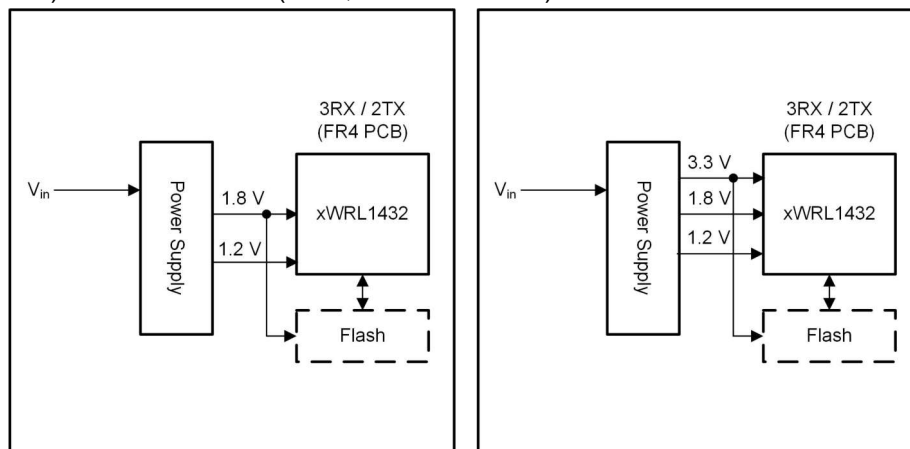 3RX / 2TX
(FR4 PCB)
V_in
Power Supply
1.8 V
xWRL1432
1.2 V
Flash
3RX / 2TX
(FR4 PCB)
V_in
Power Supply
3.3 V
1.8 V
xWRL1432
1.2 V
Flash